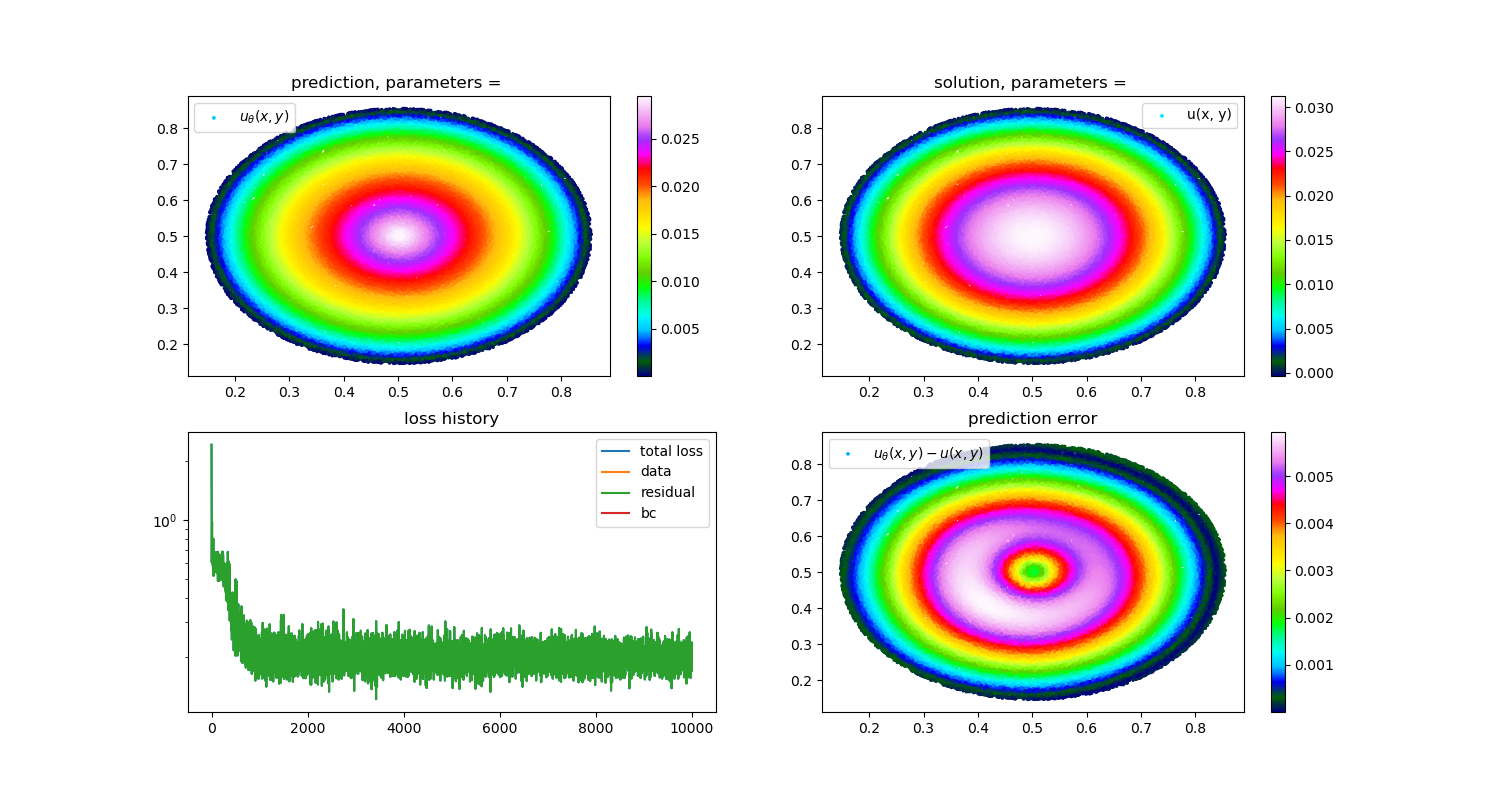 prediction, parameters =
u_θ(x, y)
0.8
0.7
0.6
0.5
0.4
0.3
0.2
0.2 0.3 0.4 0.5 0.6 0.7 0.8
0.025
0.020
0.015
0.010
0.005
solution, parameters =
u(x, y)
0.8
0.7
0.6
0.5
0.4
0.3
0.2
0.2 0.3 0.4 0.5 0.6 0.7 0.8
0.030
0.025
0.020
0.015
0.010
0.005
0.000
loss history
total loss
data
residual
bc
10⁰
0 2000 4000 6000 8000 10000
prediction error
u_θ(x, y) − u(x, y)
0.8
0.7
0.6
0.5
0.4
0.3
0.2
0.2 0.3 0.4 0.5 0.6 0.7 0.8
0.005
0.004
0.003
0.002
0.001